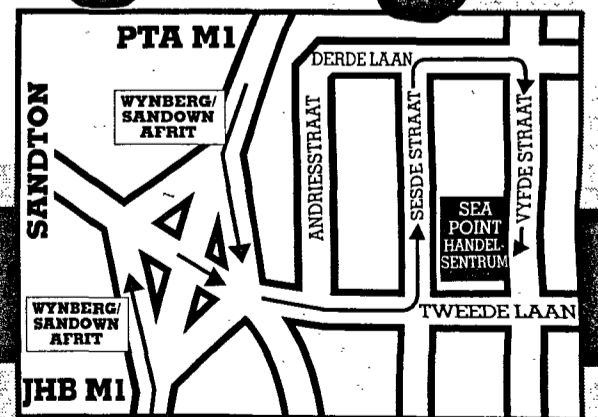 PTA M1
DERDE LAAN
WYNBERG/
SANDOWN
AFRIT
SANDTON
ANDRIESSTRAAT
SESDE STRAAT
VYFDE STRAAT
SEA
POINT
HANDEL-
SENTRUM
TWEEDE LAAN
WYNBERG/
SANDOWN
AFRIT
JHB M1